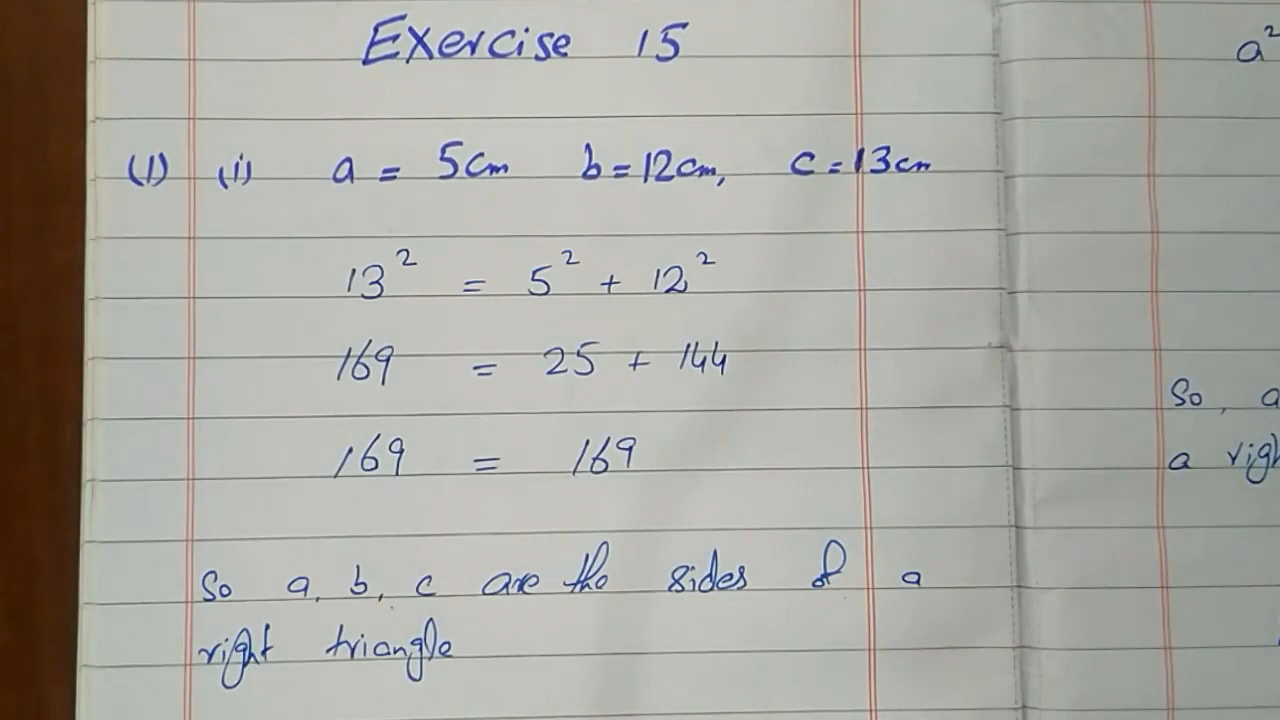 Exercise 15
(1) (i) a = 5cm b = 12cm, c = 13cm
13² = 5² + 12²
169 = 25 + 144
169 = 169
So a, b, c are the sides of a
right triangle
a²
So, a
a righ